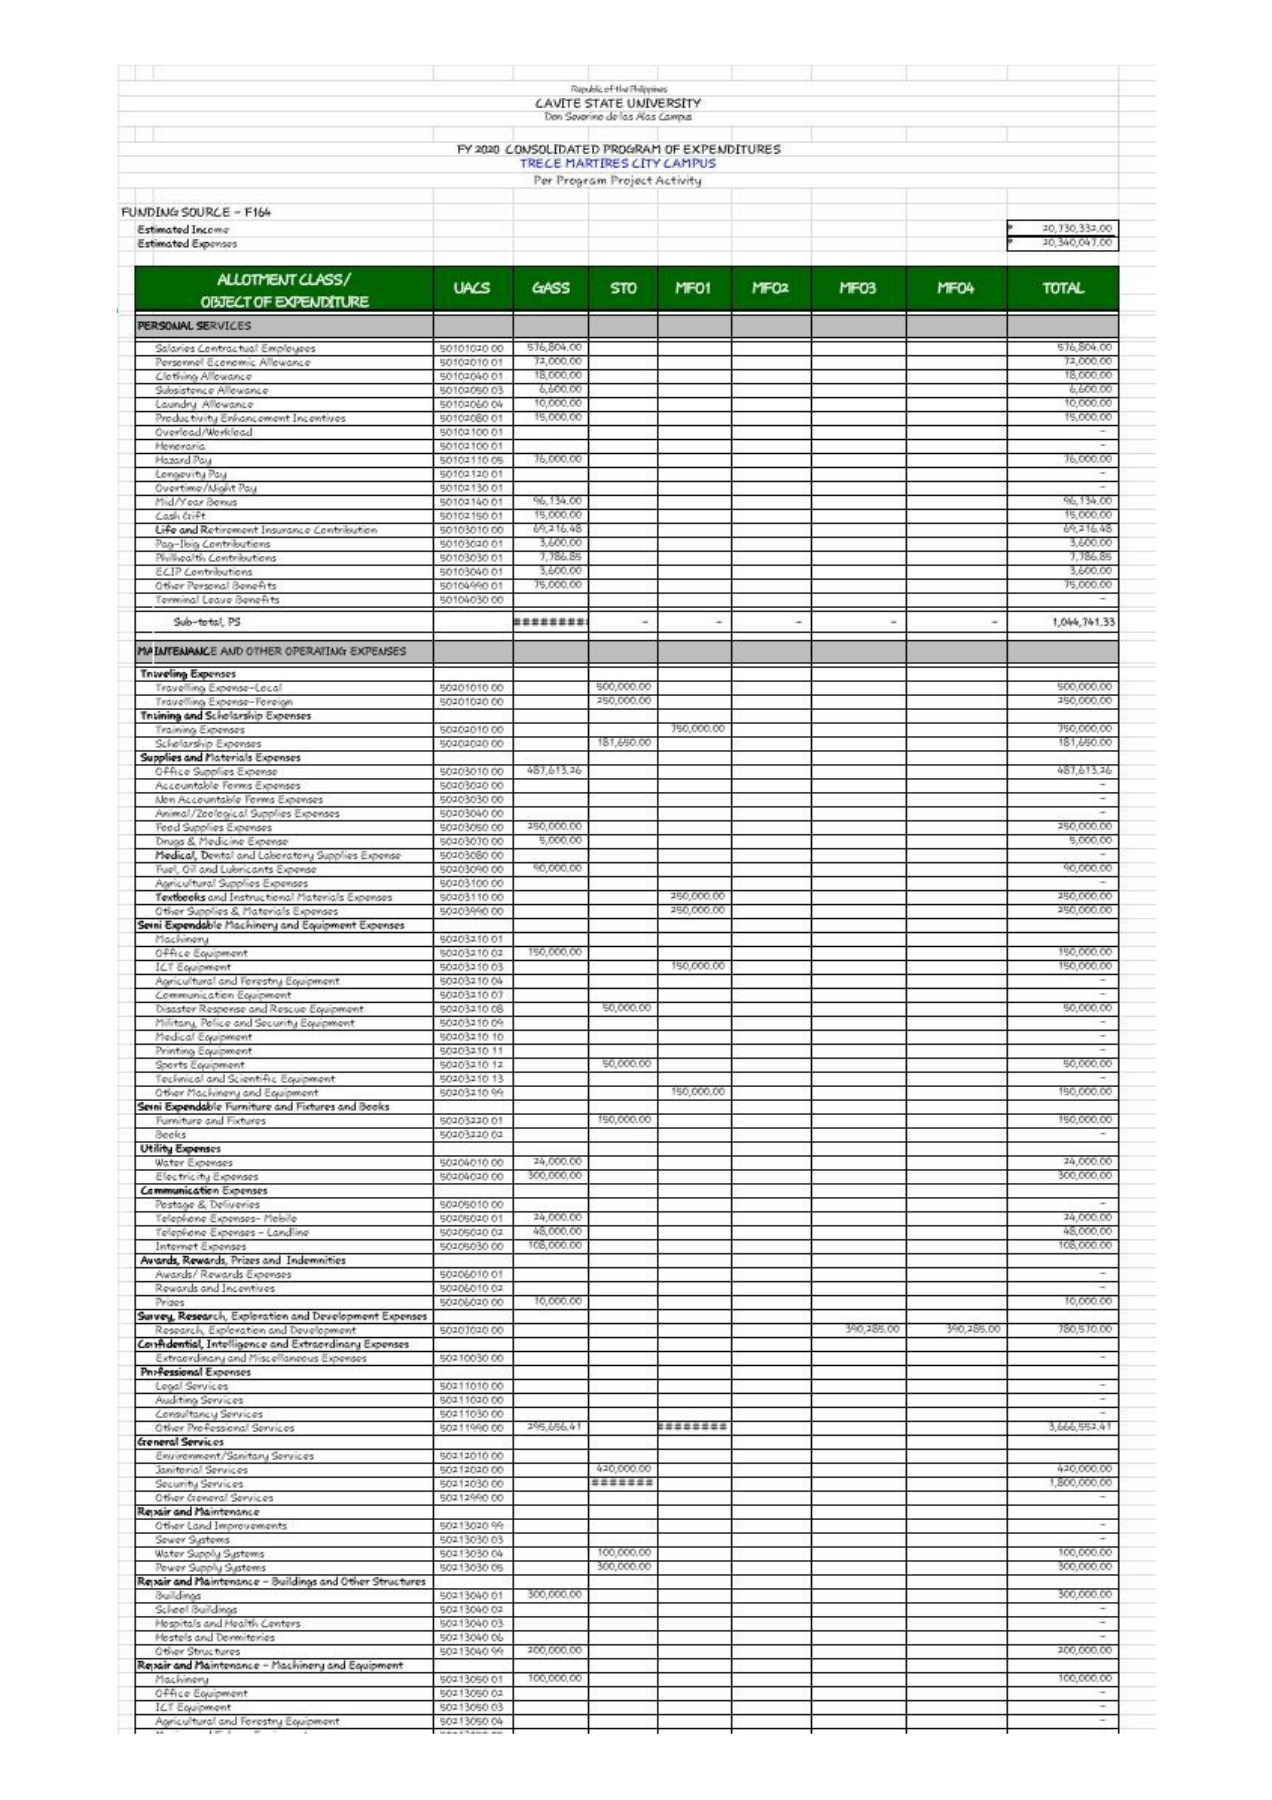 Republic of the Philippines
CAVITE STATE UNIVERSITY
Don Severino de las Alas Campus
FY 2020 CONSOLIDATED PROGRAM OF EXPENDITURES
TRECE MARTIRES CITY CAMPUS
Per Program Project Activity
FUNDING SOURCE – F164
Estimated Income ₱ 20,730,332.00
Estimated Expenses ₱ 20,340,047.00
ALLOTMENT CLASS/ OBJECT OF EXPENDITURE UACS GASS STO MFO1 MFO2 MFO3 MFO4 TOTAL
PERSONAL SERVICES
Salaries Contractual Employees 50101020 00 576,804.00 576,804.00
Personnel Economic Allowance 50102010 01 72,000.00 72,000.00
Clothing Allowance 50102040 01 18,000.00 18,000.00
Subsistence Allowance 50102050 03 6,600.00 6,600.00
Laundry Allowance 50102060 04 10,000.00 10,000.00
Productivity Enhancement Incentives 50102080 01 15,000.00 15,000.00
Overload/Workload 50102100 01 -
Honoraria 50102100 01 -
Hazard Pay 50102110 05 76,000.00 76,000.00
Longevity Pay 50102120 01 -
Overtime/Night Pay 50102130 01 -
Mid/Year Bonus 50102140 01 96,134.00 96,134.00
Cash Gift 50102150 01 15,000.00 15,000.00
Life and Retirement Insurance Contribution 50103010 00 69,216.48 69,216.48
Pag-Ibig Contributions 50103020 01 3,600.00 3,600.00
Philhealth Contributions 50103030 01 7,786.85 7,786.85
ECIP Contributions 50103040 01 3,600.00 3,600.00
Other Personal Benefits 50104990 01 75,000.00 75,000.00
Terminal Leave Benefits 50104030 00 -
Sub-total, PS ######## - - - - - 1,044,741.33
MAINTENANCE AND OTHER OPERATING EXPENSES
Traveling Expenses
Travelling Expense-Local 50201010 00 500,000.00 500,000.00
Travelling Expense-Foreign 50201020 00 250,000.00 250,000.00
Training and Scholarship Expenses
Training Expenses 50202010 00 750,000.00 750,000.00
Scholarship Expenses 50202020 00 181,650.00 181,650.00
Supplies and Materials Expenses
Office Supplies Expense 50203010 00 487,613.26 487,613.26
Accountable Forms Expenses 50203020 00 -
Non Accountable Forms Expenses 50203030 00 -
Animal/Zoological Supplies Expenses 50203040 00 -
Food Supplies Expenses 50203050 00 250,000.00 250,000.00
Drugs & Medicine Expense 50203070 00 5,000.00 5,000.00
Medical, Dental and Laboratory Supplies Expense 50203080 00 -
Fuel, Oil and Lubricants Expense 50203090 00 90,000.00 90,000.00
Agricultural Supplies Expenses 50203100 00 -
Textbooks and Instructional Materials Expenses 50203110 00 250,000.00 250,000.00
Other Supplies & Materials Expenses 50203990 00 250,000.00 250,000.00
Semi Expendable Machinery and Equipment Expenses
Machinery 50203210 01 -
Office Equipment 50203210 02 150,000.00 150,000.00
ICT Equipment 50203210 03 150,000.00 150,000.00
Agricultural and Forestry Equipment 50203210 04 -
Communication Equipment 50203210 07 -
Disaster Response and Rescue Equipment 50203210 08 50,000.00 50,000.00
Military, Police and Security Equipment 50203210 09 -
Medical Equipment 50203210 10 -
Printing Equipment 50203210 11 -
Sports Equipment 50203210 12 50,000.00 50,000.00
Technical and Scientific Equipment 50203210 13 -
Other Machinery and Equipment 50203210 99 150,000.00 150,000.00
Semi Expendable Furniture and Fixtures and Books
Furniture and Fixtures 50203220 01 150,000.00 150,000.00
Books 50203220 02 -
Utility Expenses
Water Expenses 50204010 00 24,000.00 24,000.00
Electricity Expenses 50204020 00 300,000.00 300,000.00
Communication Expenses
Postage & Deliveries 50205010 00 -
Telephone Expenses- Mobile 50205020 01 24,000.00 24,000.00
Telephone Expenses - Landline 50205020 02 48,000.00 48,000.00
Internet Expenses 50205030 00 108,000.00 108,000.00
Awards, Rewards, Prizes and Indemnities
Awards/ Rewards Expenses 50206010 01 -
Rewards and Incentives 50206010 02 -
Prizes 50206020 00 10,000.00 10,000.00
Survey, Research, Exploration and Development Expenses
Research, Exploration and Development 50207020 00 390,285.00 390,285.00 780,570.00
Confidential, Intelligence and Extraordinary Expenses
Extraordinary and Miscellaneous Expenses 50210030 00 -
Professional Expenses
Legal Services 50211010 00 -
Auditing Services 50211020 00 -
Consultancy Services 50211030 00 -
Other Professional Services 50211990 00 295,656.41 ######## 3,666,552.41
General Services
Environment/Sanitary Services 50212010 00 -
Janitorial Services 50212020 00 420,000.00 420,000.00
Security Services 50212030 00 ####### 1,800,000.00
Other General Services 50212990 00 -
Repair and Maintenance
Other Land Improvements 50213020 99 -
Sewer Systems 50213030 03 -
Water Supply Systems 50213030 04 100,000.00 100,000.00
Power Supply Systems 50213030 05 300,000.00 300,000.00
Repair and Maintenance - Buildings and Other Structures
Buildings 50213040 01 300,000.00 300,000.00
School Buildings 50213040 02 -
Hospitals and Health Centers 50213040 03 -
Hostels and Dormitories 50213040 06 -
Other Structures 50213040 99 200,000.00 200,000.00
Repair and Maintenance - Machinery and Equipment
Machinery 50213050 01 100,000.00 100,000.00
Office Equipment 50213050 02 -
ICT Equipment 50213050 03 -
Agricultural and Forestry Equipment 50213050 04 -